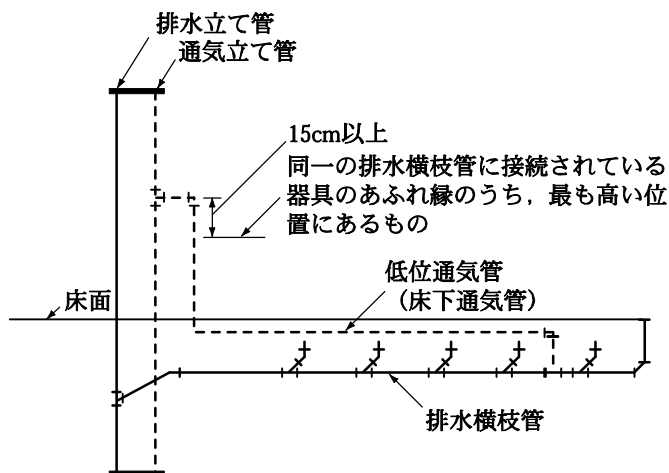 排水立て管
通気立て管
15cm以上
同一の排水横枝管に接続されている
器具のあふれ縁のうち，最も高い位
置にあるもの
低位通気管
（床下通気管）
床面
排水横枝管